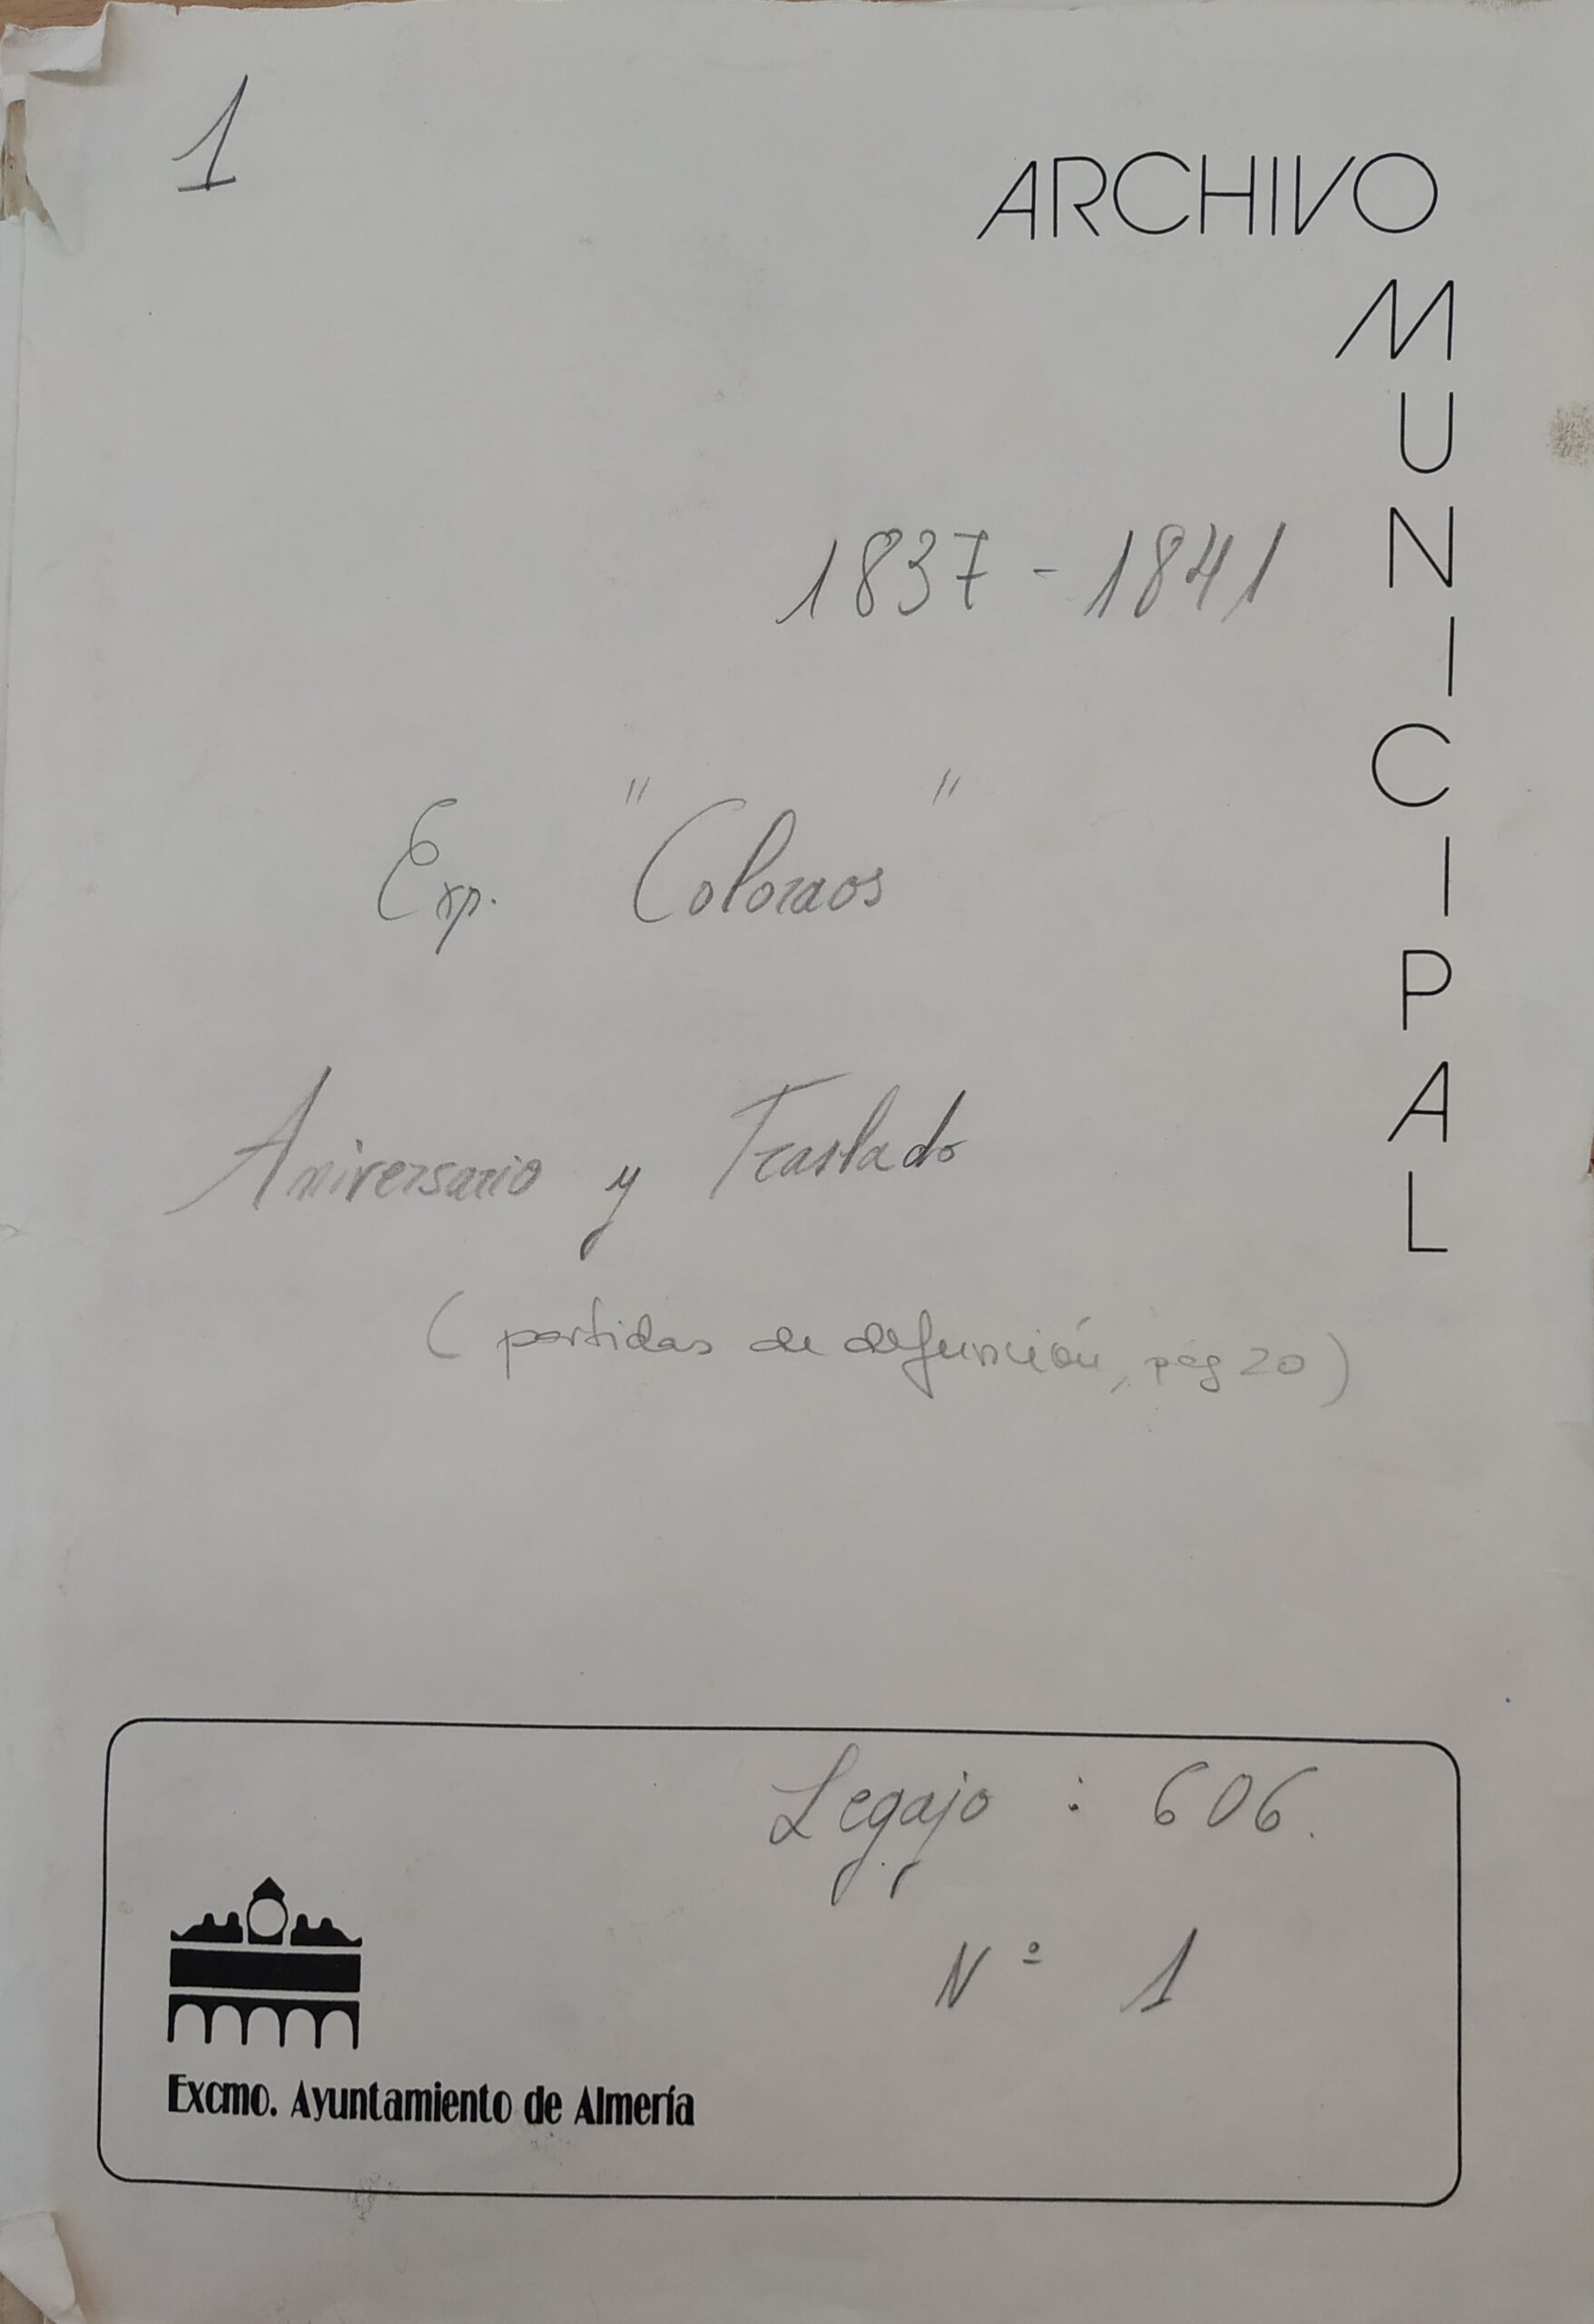 1
ARCHIVO
MUNICIPAL
1837 - 1841
Exp. "Coloraos"
Aniversario y Traslado
( partidas de defunción, pág 20 )
Legajo : 606.
Nº 1
Excmo. Ayuntamiento de Almería